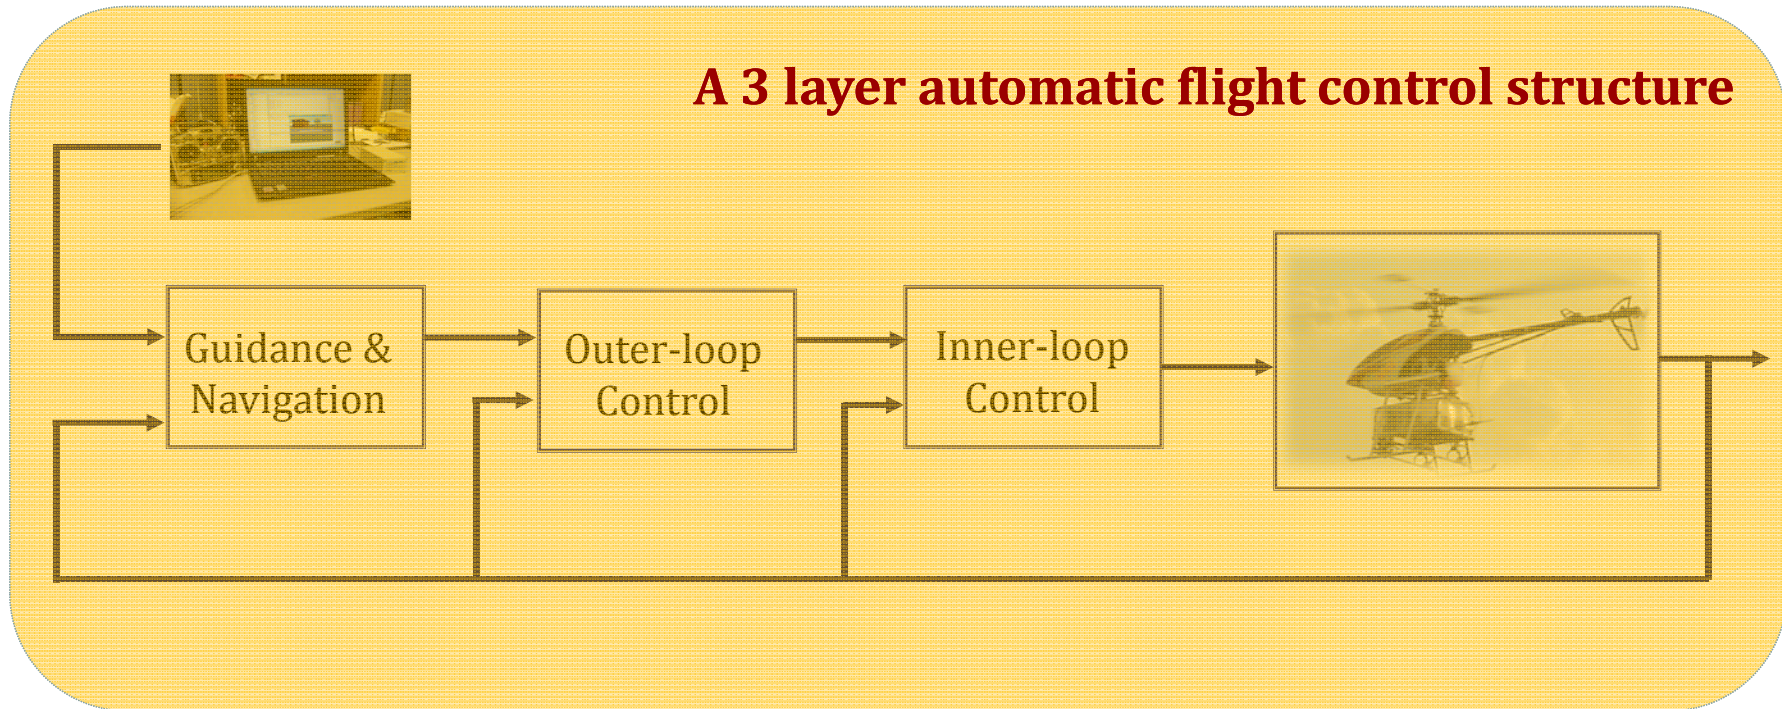 A 3 layer automatic flight control structure
Guidance &
Navigation
Outer-loop
Control
Inner-loop
Control